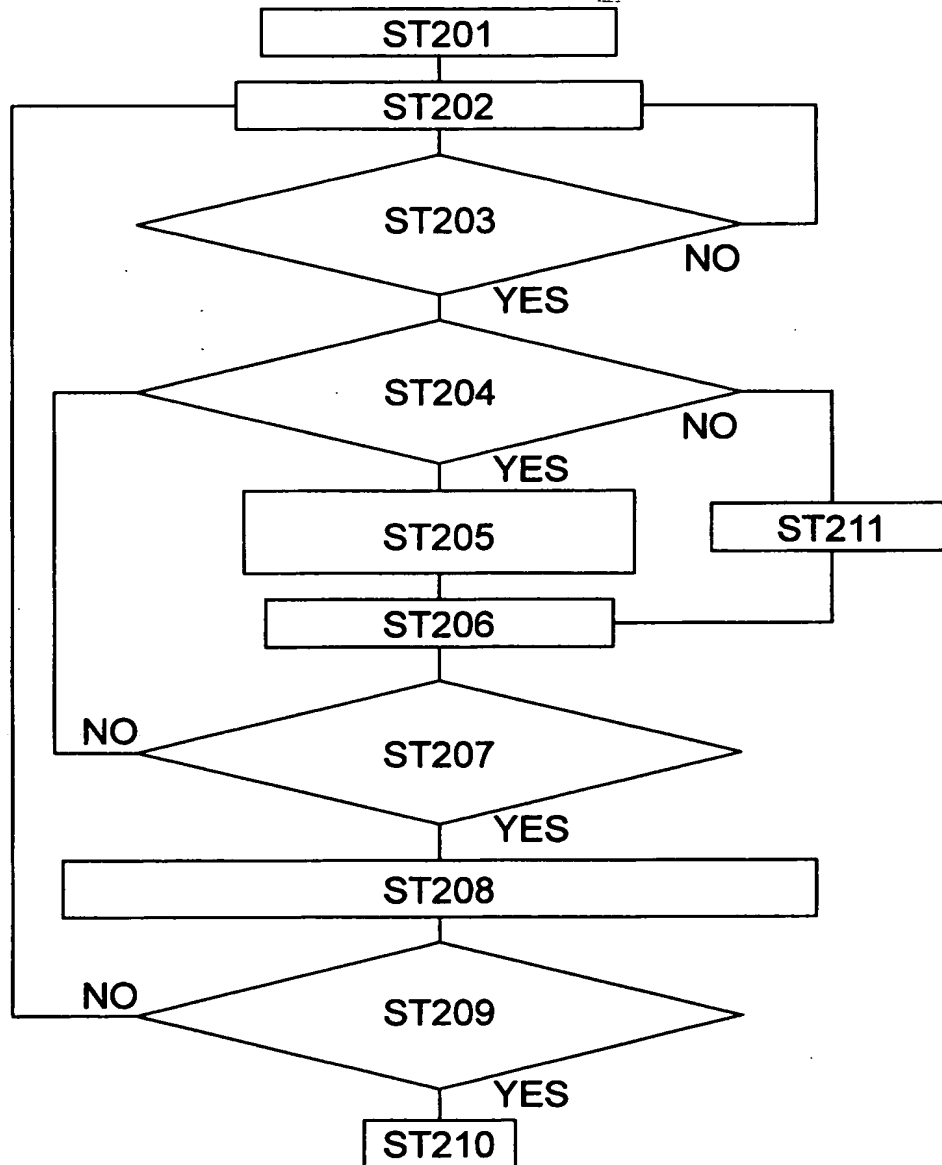 ST201
ST202
ST203
NO
YES
ST204
NO
YES
ST205
ST211
ST206
NO
ST207
YES
ST208
NO
ST209
YES
ST210